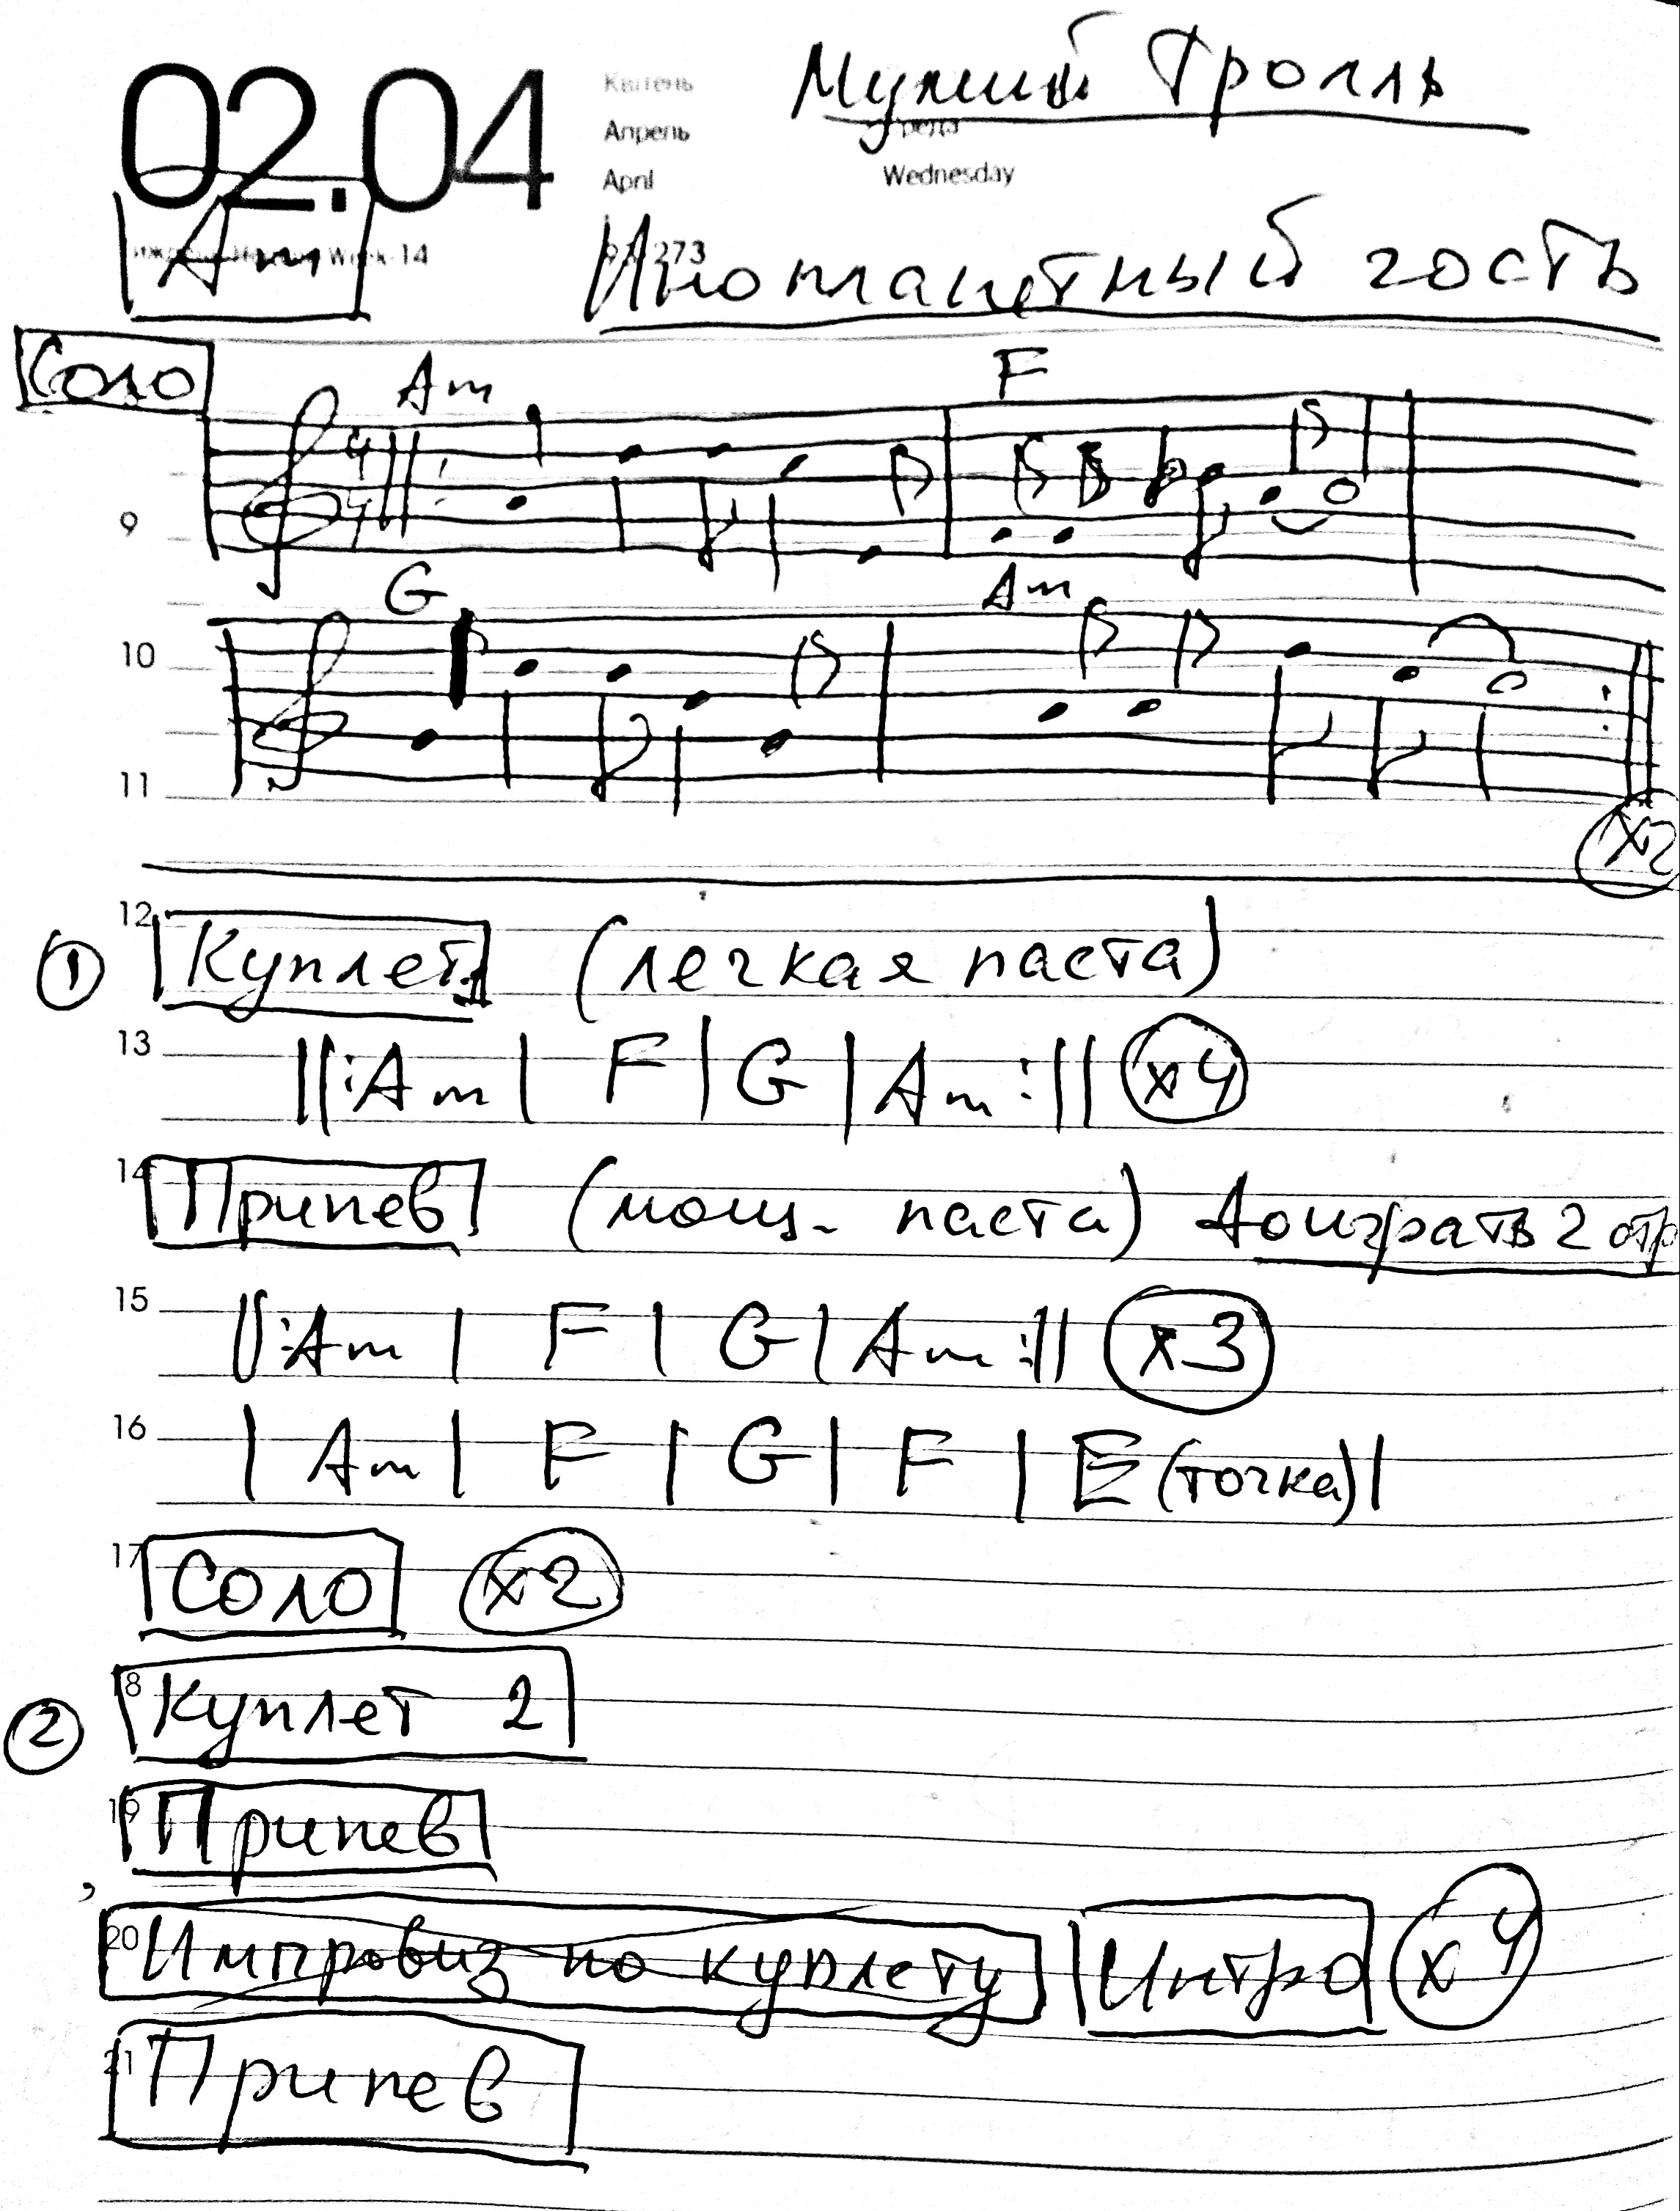 02.04
Квітень
Апрель
April
Wednesday
Мумий Тролль
Am
Week 14
273
Инопланетный гость
Соло
Am F
4
4
9
G Am
10
11
x2
12
① Куплет 1 (легкая паста)
13
||: Am | F | G | Am :|| x4
14
Припев (мощ. паста) Доиграть 2 стр
15
||: Am | F | G | Am :|| x3
16
| Am | F | G | F | E (точка) |
17
Соло x2
18
② Куплет 2
19
Припев
20
Импровиз по куплету Интро x4
21
Припев